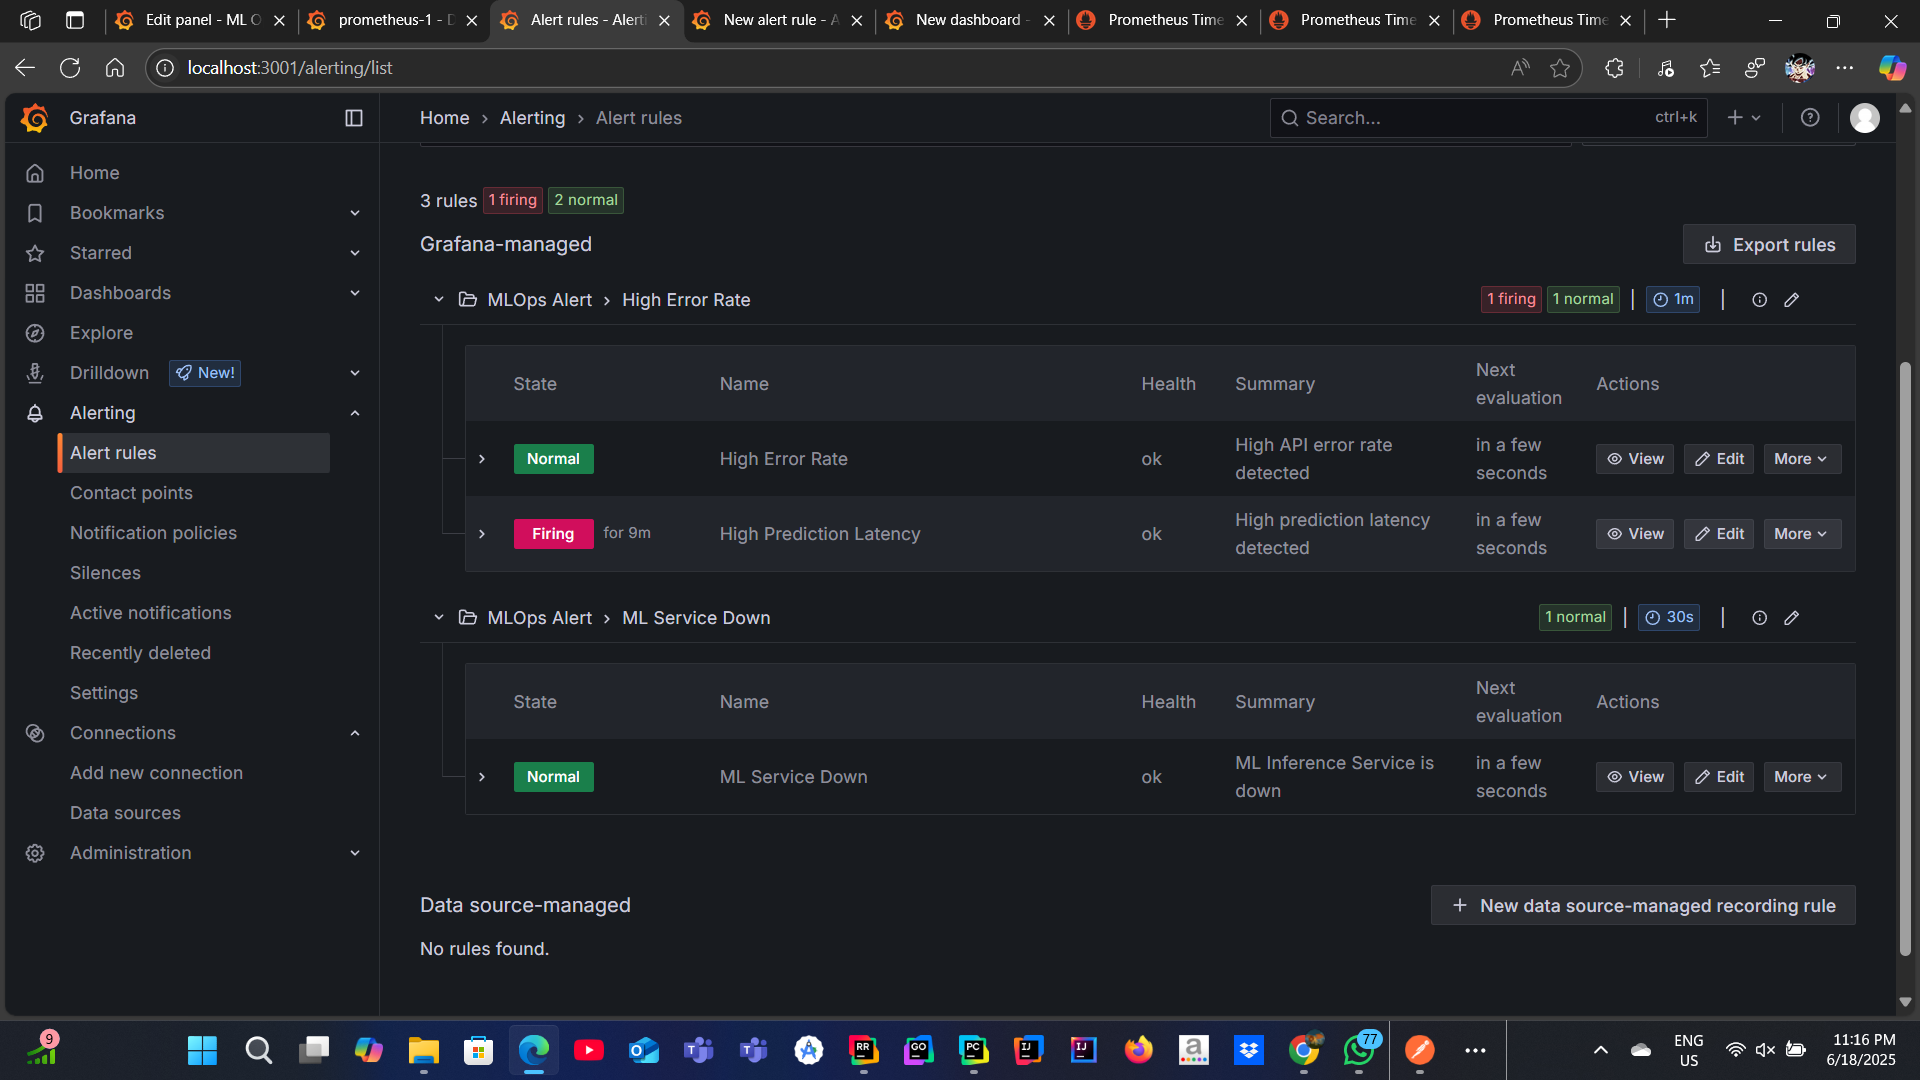 Edit panel - ML O
prometheus-1 - D
Alert rules - Alerti
New alert rule - A
New dashboard -
Prometheus Time
Prometheus Time
Prometheus Time
localhost:3001/alerting/list
Grafana
Home › Alerting › Alert rules
Search...
ctrl+k
Home
Bookmarks
Starred
Dashboards
Explore
Drilldown New!
Alerting
Alert rules
Contact points
Notification policies
Silences
Active notifications
Recently deleted
Settings
Connections
Add new connection
Data sources
Administration
3 rules 1 firing 2 normal
Grafana-managed
Export rules
MLOps Alert › High Error Rate
1 firing 1 normal | 1m |
State Name Health Summary Next evaluation Actions
Normal High Error Rate ok High API error rate detected in a few seconds View Edit More
Firing for 9m High Prediction Latency ok High prediction latency detected in a few seconds View Edit More
MLOps Alert › ML Service Down
1 normal | 30s |
State Name Health Summary Next evaluation Actions
Normal ML Service Down ok ML Inference Service is down in a few seconds View Edit More
Data source-managed
New data source-managed recording rule
No rules found.
9
RR
GO
PC
IJ
IJ
a
77
ENG
US
11:16 PM
6/18/2025